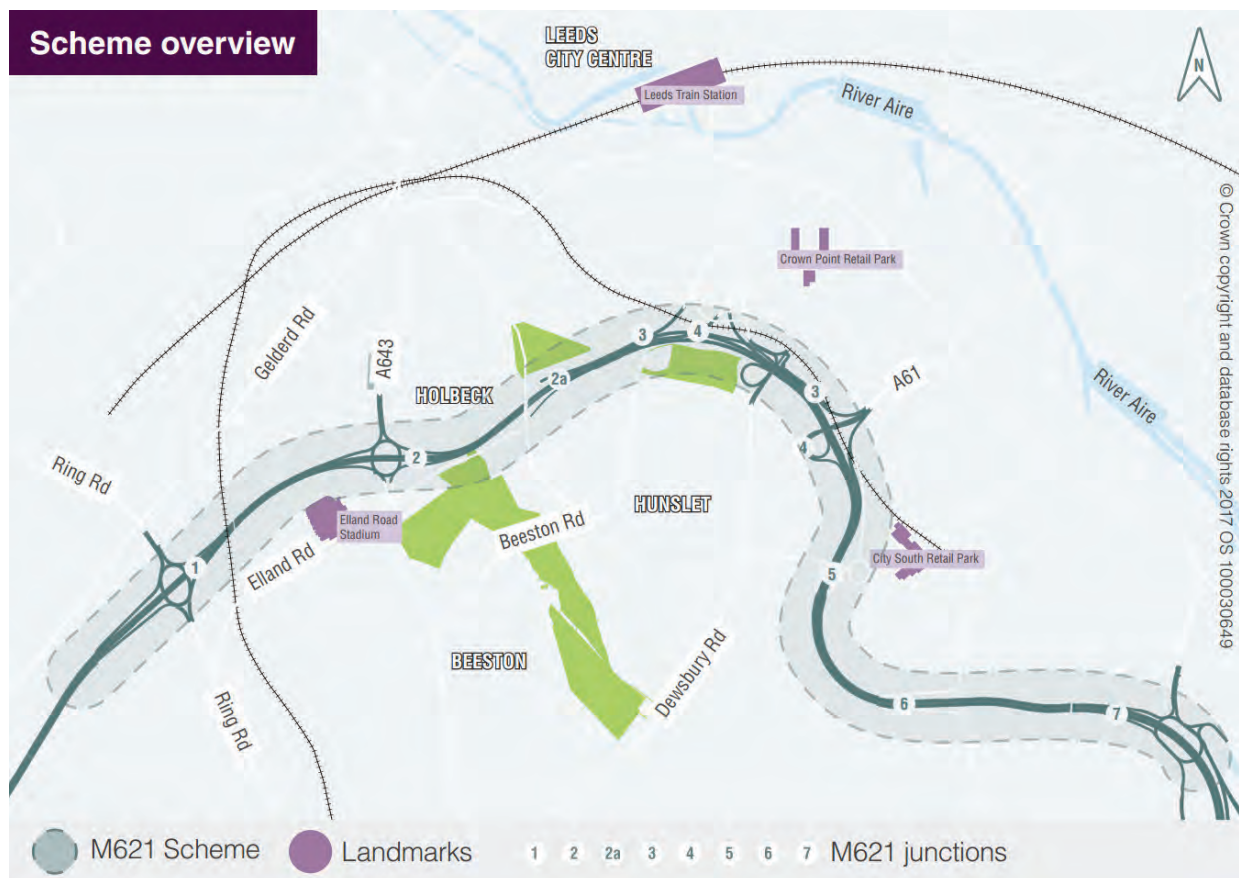 Scheme overview
LEEDS
CITY CENTRE
N
Leeds Train Station
River Aire
© Crown copyright and database rights 2017 OS 100030649
Crown Point Retail Park
Gelderd Rd
A643
3
4
2a
HOLBECK
3
A61
River Aire
4
Ring Rd
2
HUNSLET
Elland Road
Stadium
Beeston Rd
Elland Rd
1
City South Retail Park
5
BEESTON
Dewsbury Rd
Ring Rd
6
7
M621 Scheme
Landmarks
1 2 2a 3 4 5 6 7 M621 junctions